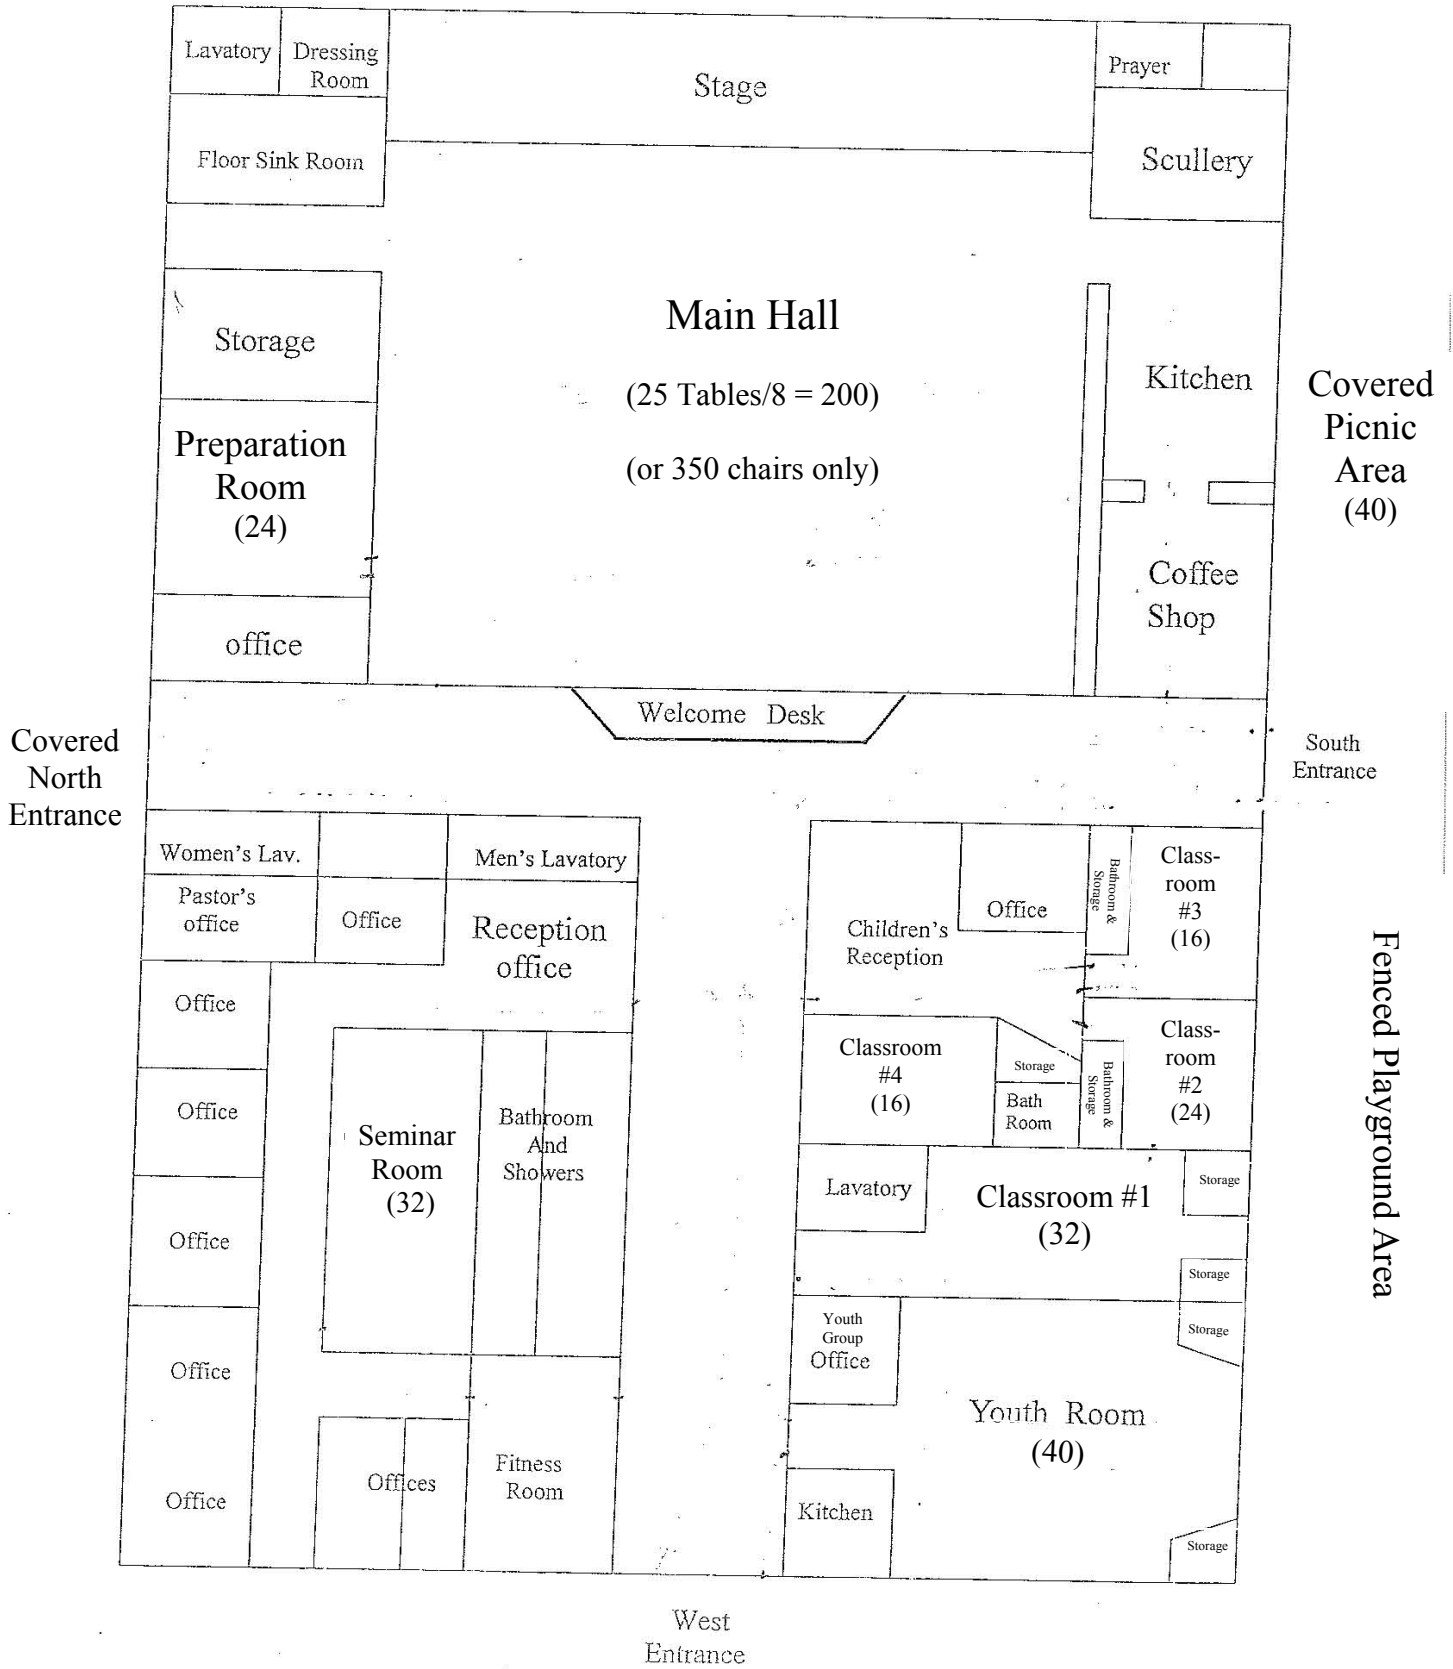 Lavatory
Dressing
Room
Stage
Prayer
Floor Sink Room
Scullery
Storage
Main Hall
(25 Tables/8 = 200)
(or 350 chairs only)
Kitchen
Covered
Picnic
Area
(40)
Preparation
Room
(24)
Coffee
Shop
office
Welcome Desk
Covered
North
Entrance
South
Entrance
Women's Lav.
Men's Lavatory
Pastor's
office
Office
Reception
office
Children's
Reception
Office
Bathroom &
Storage
Class-
room
#3
(16)
Fenced Playground Area
Office
Classroom
#4
(16)
Storage
Bath
Room
Bathroom &
Storage
Class-
room
#2
(24)
Office
Seminar
Room
(32)
Bathroom
And
Showers
Lavatory
Classroom #1
(32)
Storage
Office
Storage
Youth
Group
Office
Storage
Office
Youth Room
(40)
Offices
Fitness
Room
Office
Kitchen
Storage
West
Entrance